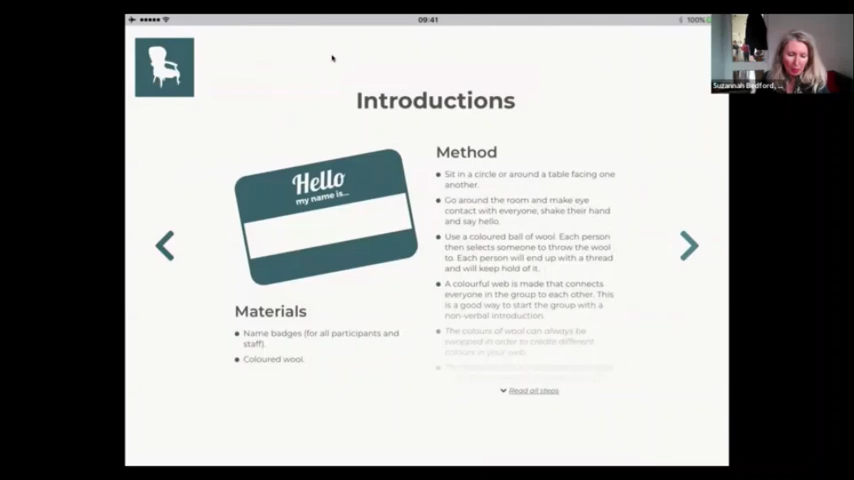 09:41
100%
Suzannah Bedford, ...
Introductions
Hello
my name is...
Materials
Name badges (for all participants and
staff).
Coloured wool.
Method
Sit in a circle or around a table facing one
another.
Go around the room and make eye
contact with everyone, shake their hand
and say hello.
Use a coloured ball of wool. Each person
then selects someone to throw the wool
to. Each person will end up with a thread
and will keep hold of it.
A colourful web is made that connects
everyone in the group to each other. This
is a good way to start the group with a
non-verbal introduction.
The colours of wool can always be
swapped in order to create different
colours in your web.
Read all steps